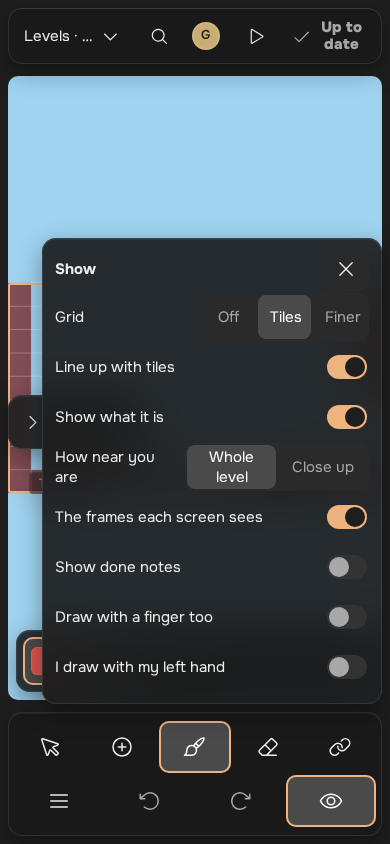 Levels · ...
G
Up to
date
Show
Grid
Off
Tiles
Finer
Line up with tiles
Show what it is
How near you
are
Whole
level
Close up
The frames each screen sees
Show done notes
Draw with a finger too
I draw with my left hand